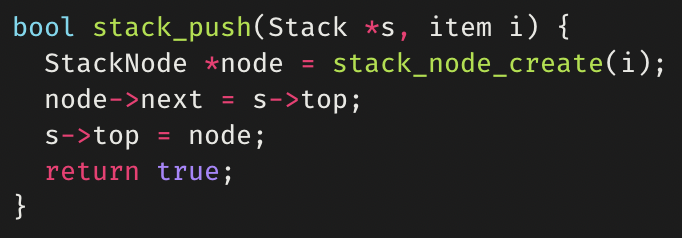 bool stack_push(Stack *s, item i) {
  StackNode *node = stack_node_create(i);
  node->next = s->top;
  s->top = node;
  return true;
}